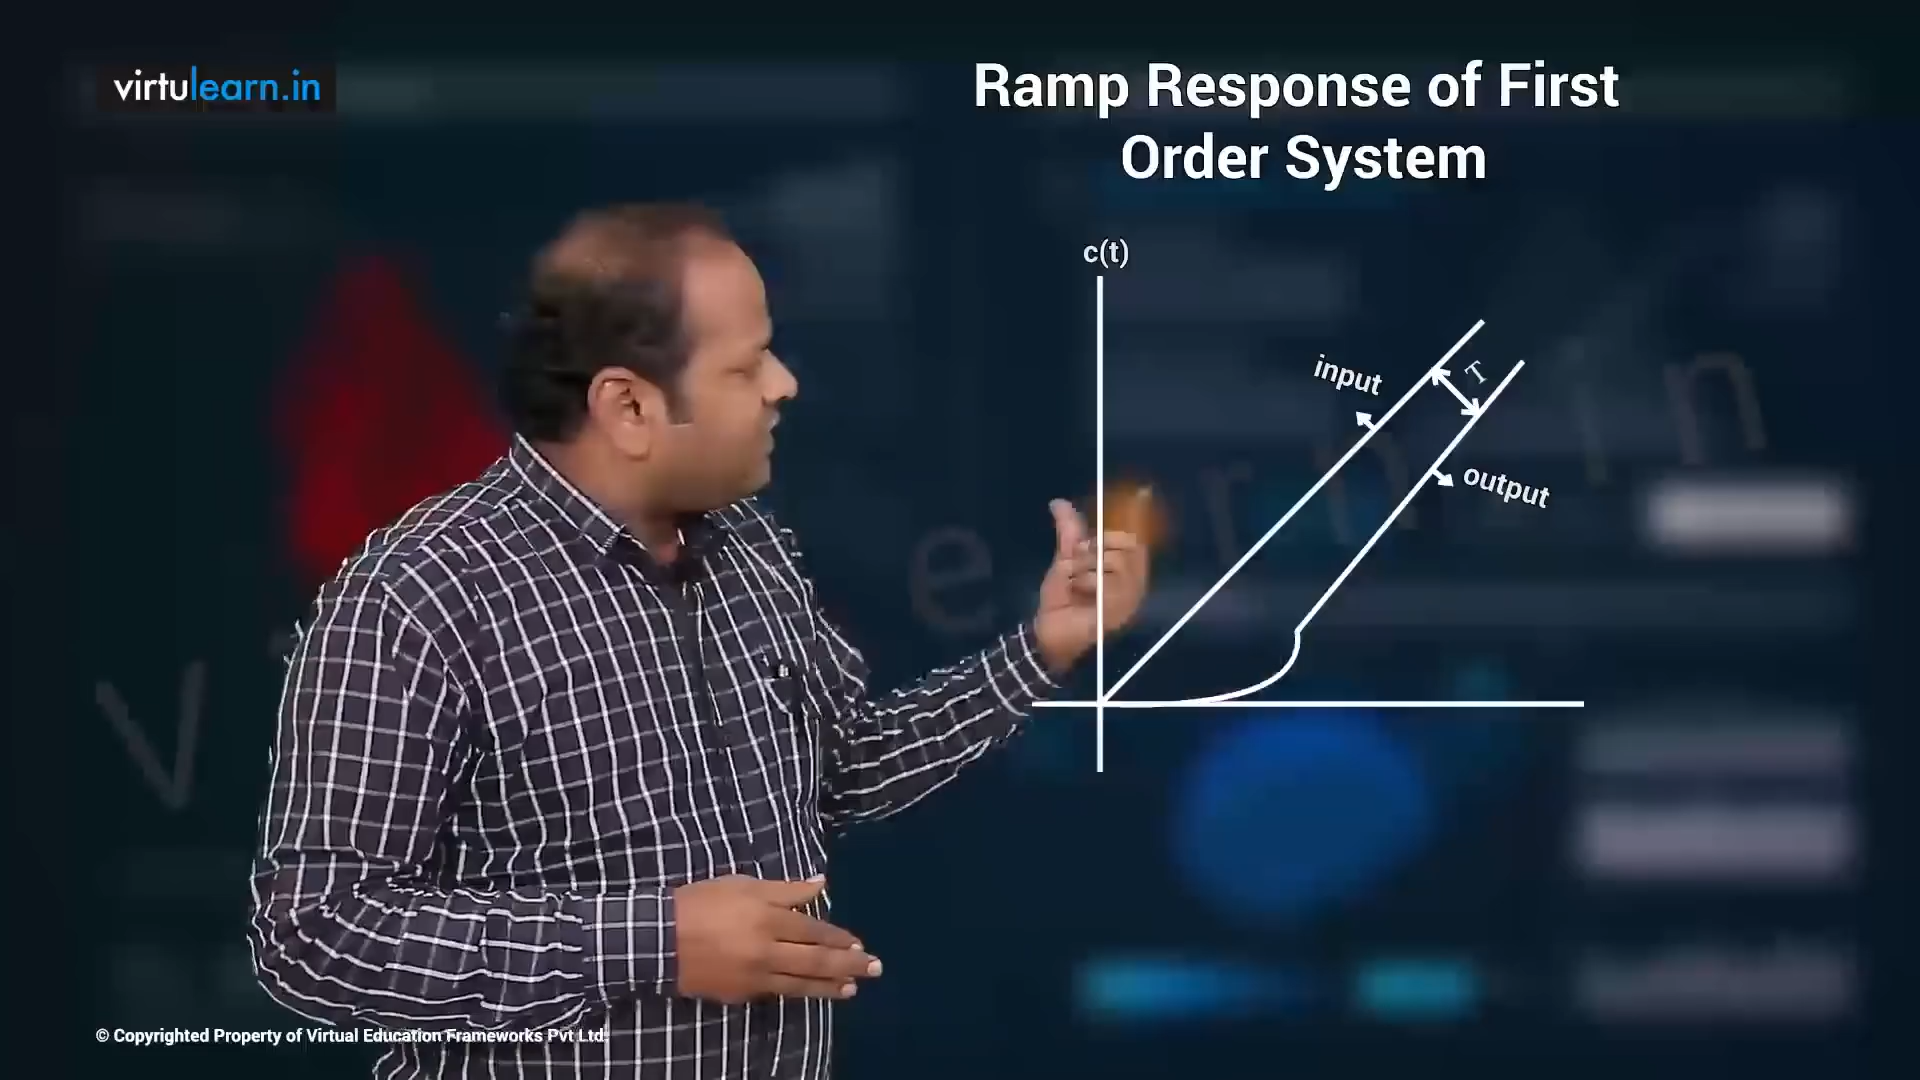 virtulearn.in
Ramp Response of First
Order System
c(t)
input
T
output
© Copyrighted Property of Virtual Education Frameworks Pvt Ltd.